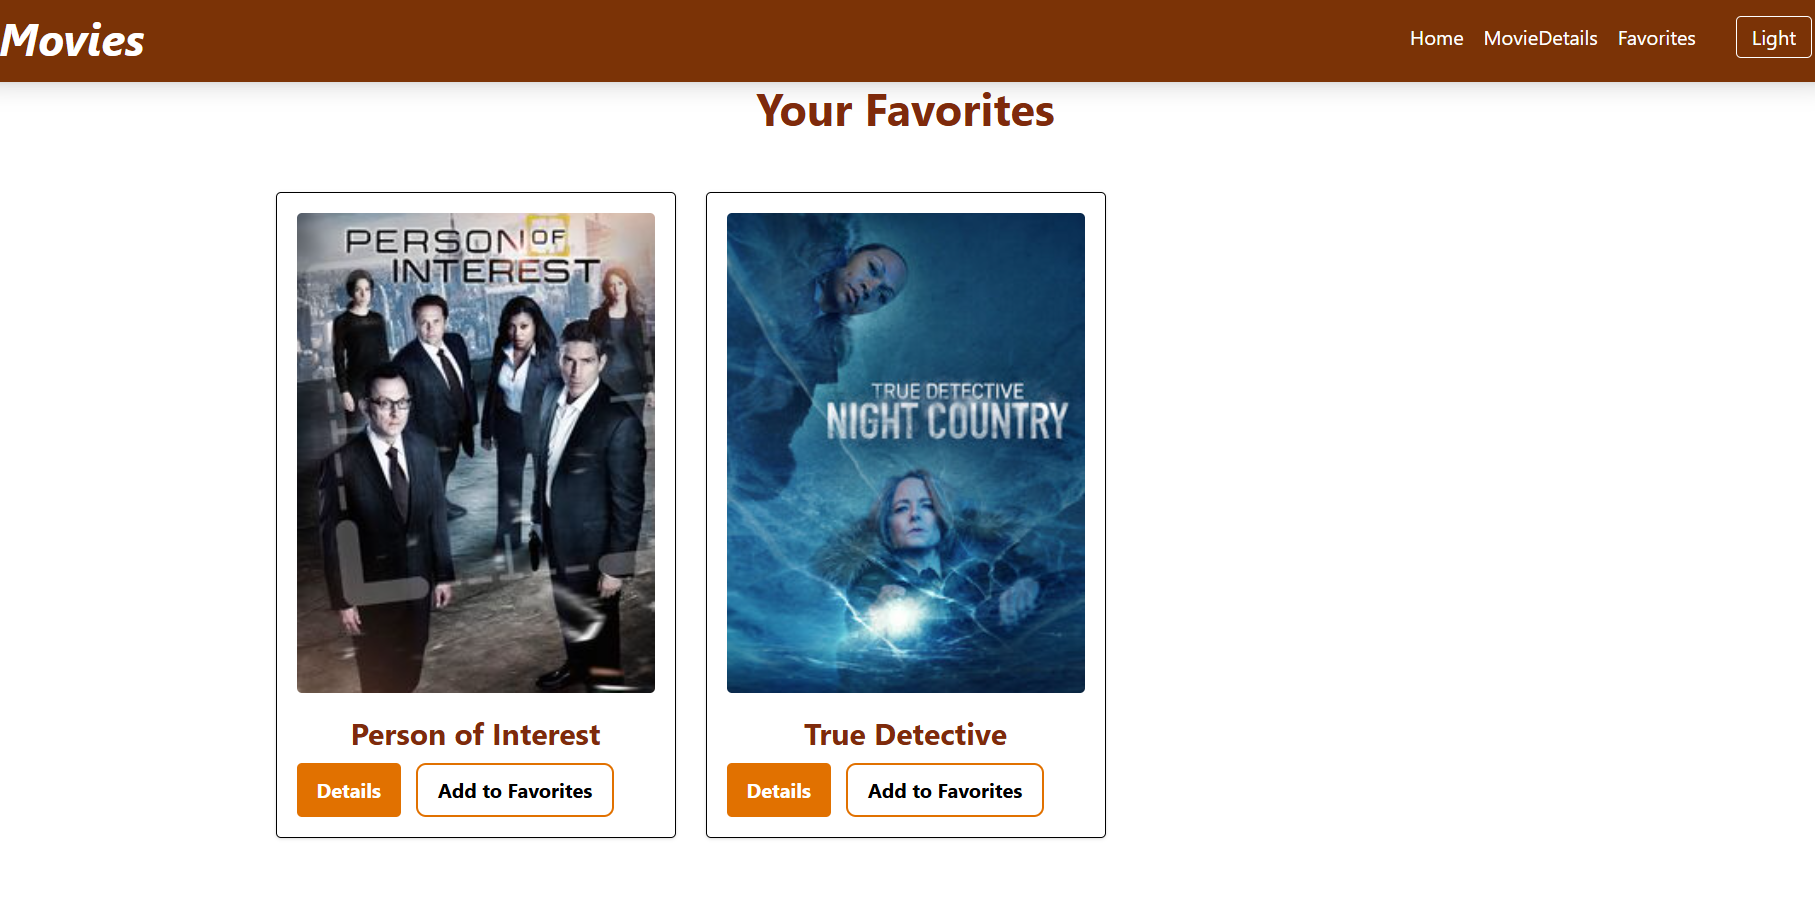 Movies
Home MovieDetails Favorites Light
Your Favorites
PERSON OF
INTEREST
TRUE DETECTIVE
NIGHT COUNTRY
Person of Interest
True Detective
Details Add to Favorites
Details Add to Favorites